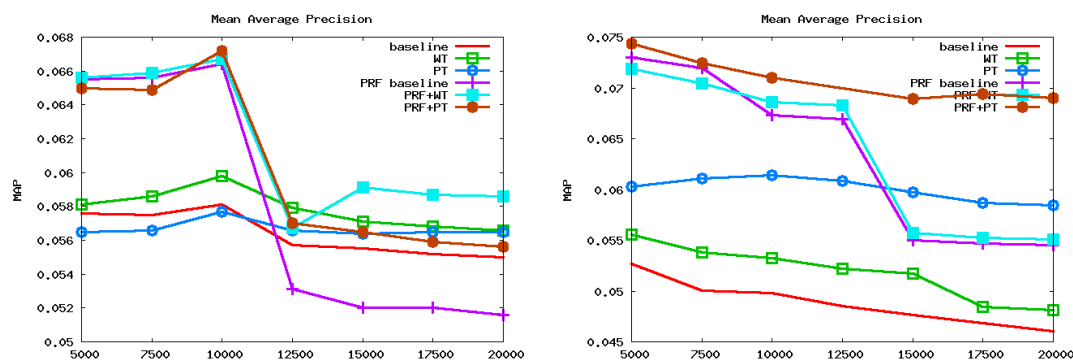 Mean Average Precision
0.068
0.066
0.064
0.062
0.06
0.058
0.056
0.054
0.052
0.05
MAP
baseline
WT
PT
PRF baseline
PRF+WT
PRF+PT
5000 7500 10000 12500 15000 17500 20000
Mean Average Precision
0.075
0.07
0.065
0.06
0.055
0.05
0.045
MAP
baseline
WT
PT
PRF baseline
PRF+WT
PRF+PT
5000 7500 10000 12500 15000 17500 20000